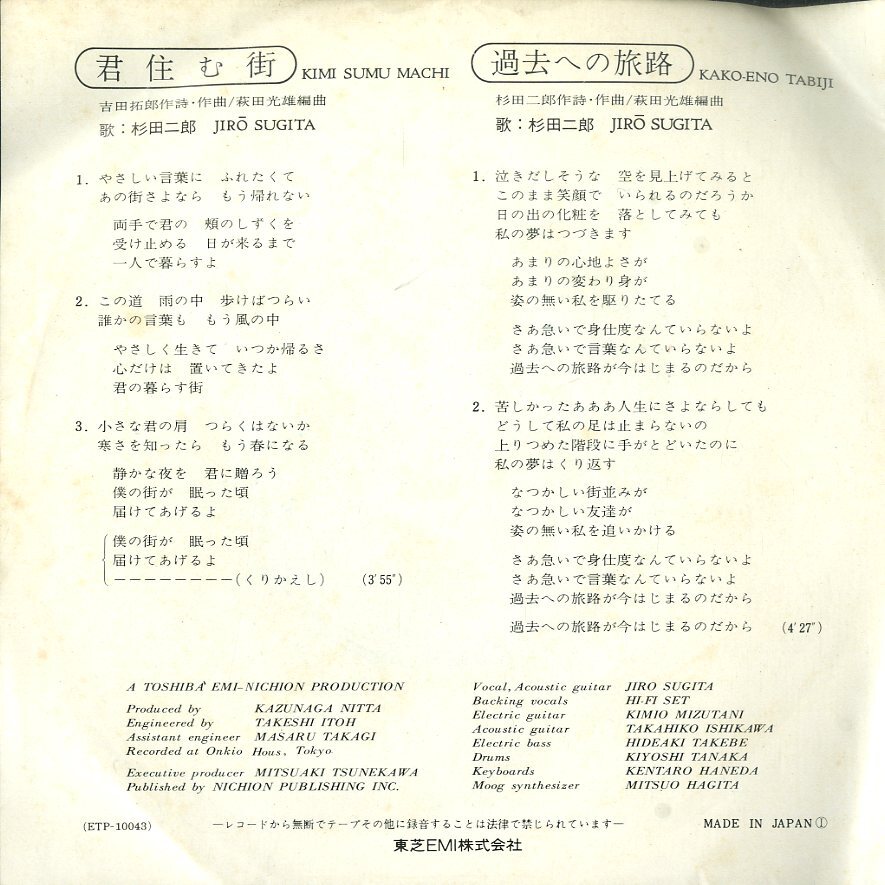 君住む街 KIMI SUMU MACHI
吉田拓郎作詩・作曲/萩田光雄編曲
歌：杉田二郎 JIRŌ SUGITA
1. やさしい言葉に ふれたくて
あの街さよなら もう帰れない
両手で君の 頬のしずくを
受け止める 日が来るまで
一人で暮らすよ
2. この道 雨の中 歩けばつらい
誰かの言葉も もう風の中
やさしく生きて いつか帰るさ
心だけは 置いてきたよ
君の暮らす街
3. 小さな君の肩 つらくはないか
寒さを知ったら もう春になる
静かな夜を 君に贈ろう
僕の街が 眠った頃
届けてあげるよ
僕の街が 眠った頃
届けてあげるよ
－－－－－－－－(くりかえし) (3′55″)
過去への旅路 KAKO-ENO TABIJI
杉田二郎作詩・作曲/萩田光雄編曲
歌：杉田二郎 JIRŌ SUGITA
1. 泣きだしそうな 空を見上げてみると
このまま笑顔で いられるのだろうか
日の出の化粧を 落としてみても
私の夢はつづきます
あまりの心地よさが
あまりの変わり身が
姿の無い私を駆りたてる
さあ急いで身仕度なんていらないよ
さあ急いで言葉なんていらないよ
過去への旅路が今はじまるのだから
2. 苦しかったあああ人生にさよならしても
どうして私の足は止まらないの
上りつめた階段に手がとどいたのに
私の夢はくり返す
なつかしい街並みが
なつかしい友達が
姿の無い私を追いかける
さあ急いで身仕度なんていらないよ
さあ急いで言葉なんていらないよ
過去への旅路が今はじまるのだから
過去への旅路が今はじまるのだから (4′27″)
A TOSHIBA EMI-NICHION PRODUCTION
Produced by KAZUNAGA NITTA
Engineered by TAKESHI ITOH
Assistant engineer MASARU TAKAGI
Recorded at Onkio Hous, Tokyo
Executive producer MITSUAKI TSUNEKAWA
Published by NICHION PUBLISHING INC.
Vocal, Acoustic guitar JIRO SUGITA
Backing vocals HI-FI SET
Electric guitar KIMIO MIZUTANI
Acoustic guitar TAKAHIKO ISHIKAWA
Electric bass HIDEAKI TAKEBE
Drums KIYOSHI TANAKA
Keyboards KENTARO HANEDA
Moog synthesizer MITSUO HAGITA
(ETP-10043) ―レコードから無断でテープその他に録音することは法律で禁じられています― MADE IN JAPAN①
東芝EMI株式会社